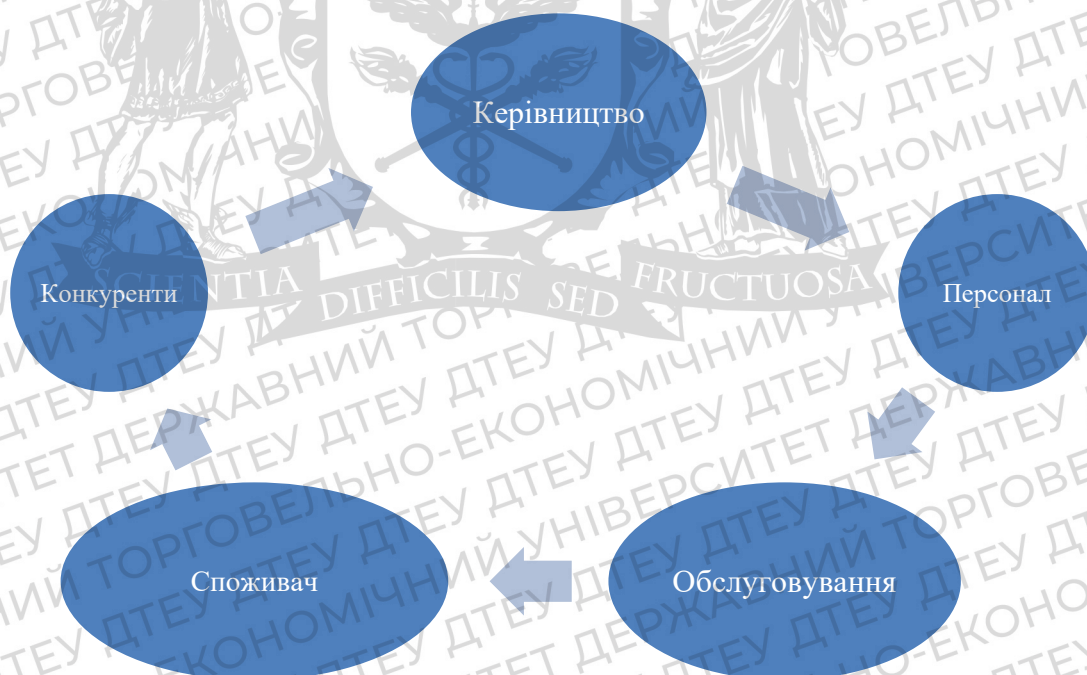 Керівництво
Конкуренти
Персонал
Споживач
Обслуговування
SCIENTIA DIFFICILIS SED FRUCTUOSA